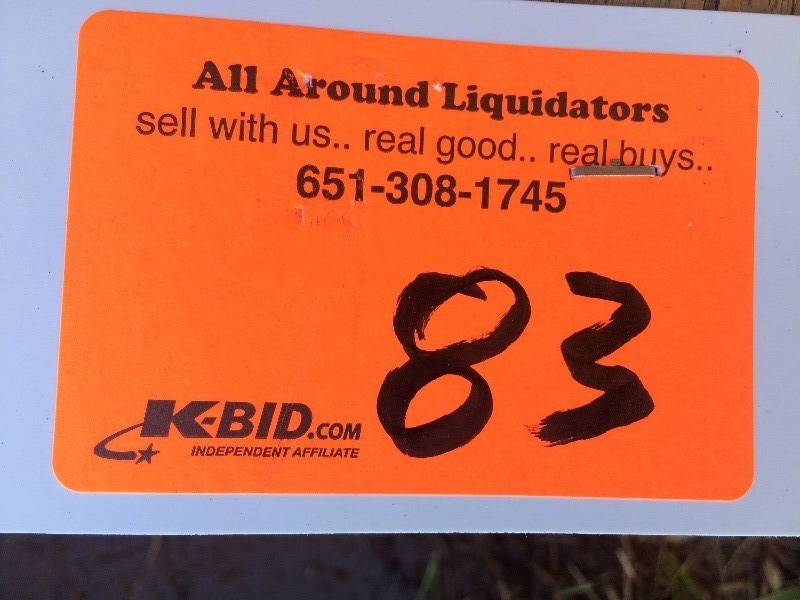 All Around Liquidators
sell with us.. real good.. real buys..
651-308-1745
83
K-BID.COM
INDEPENDENT AFFILIATE